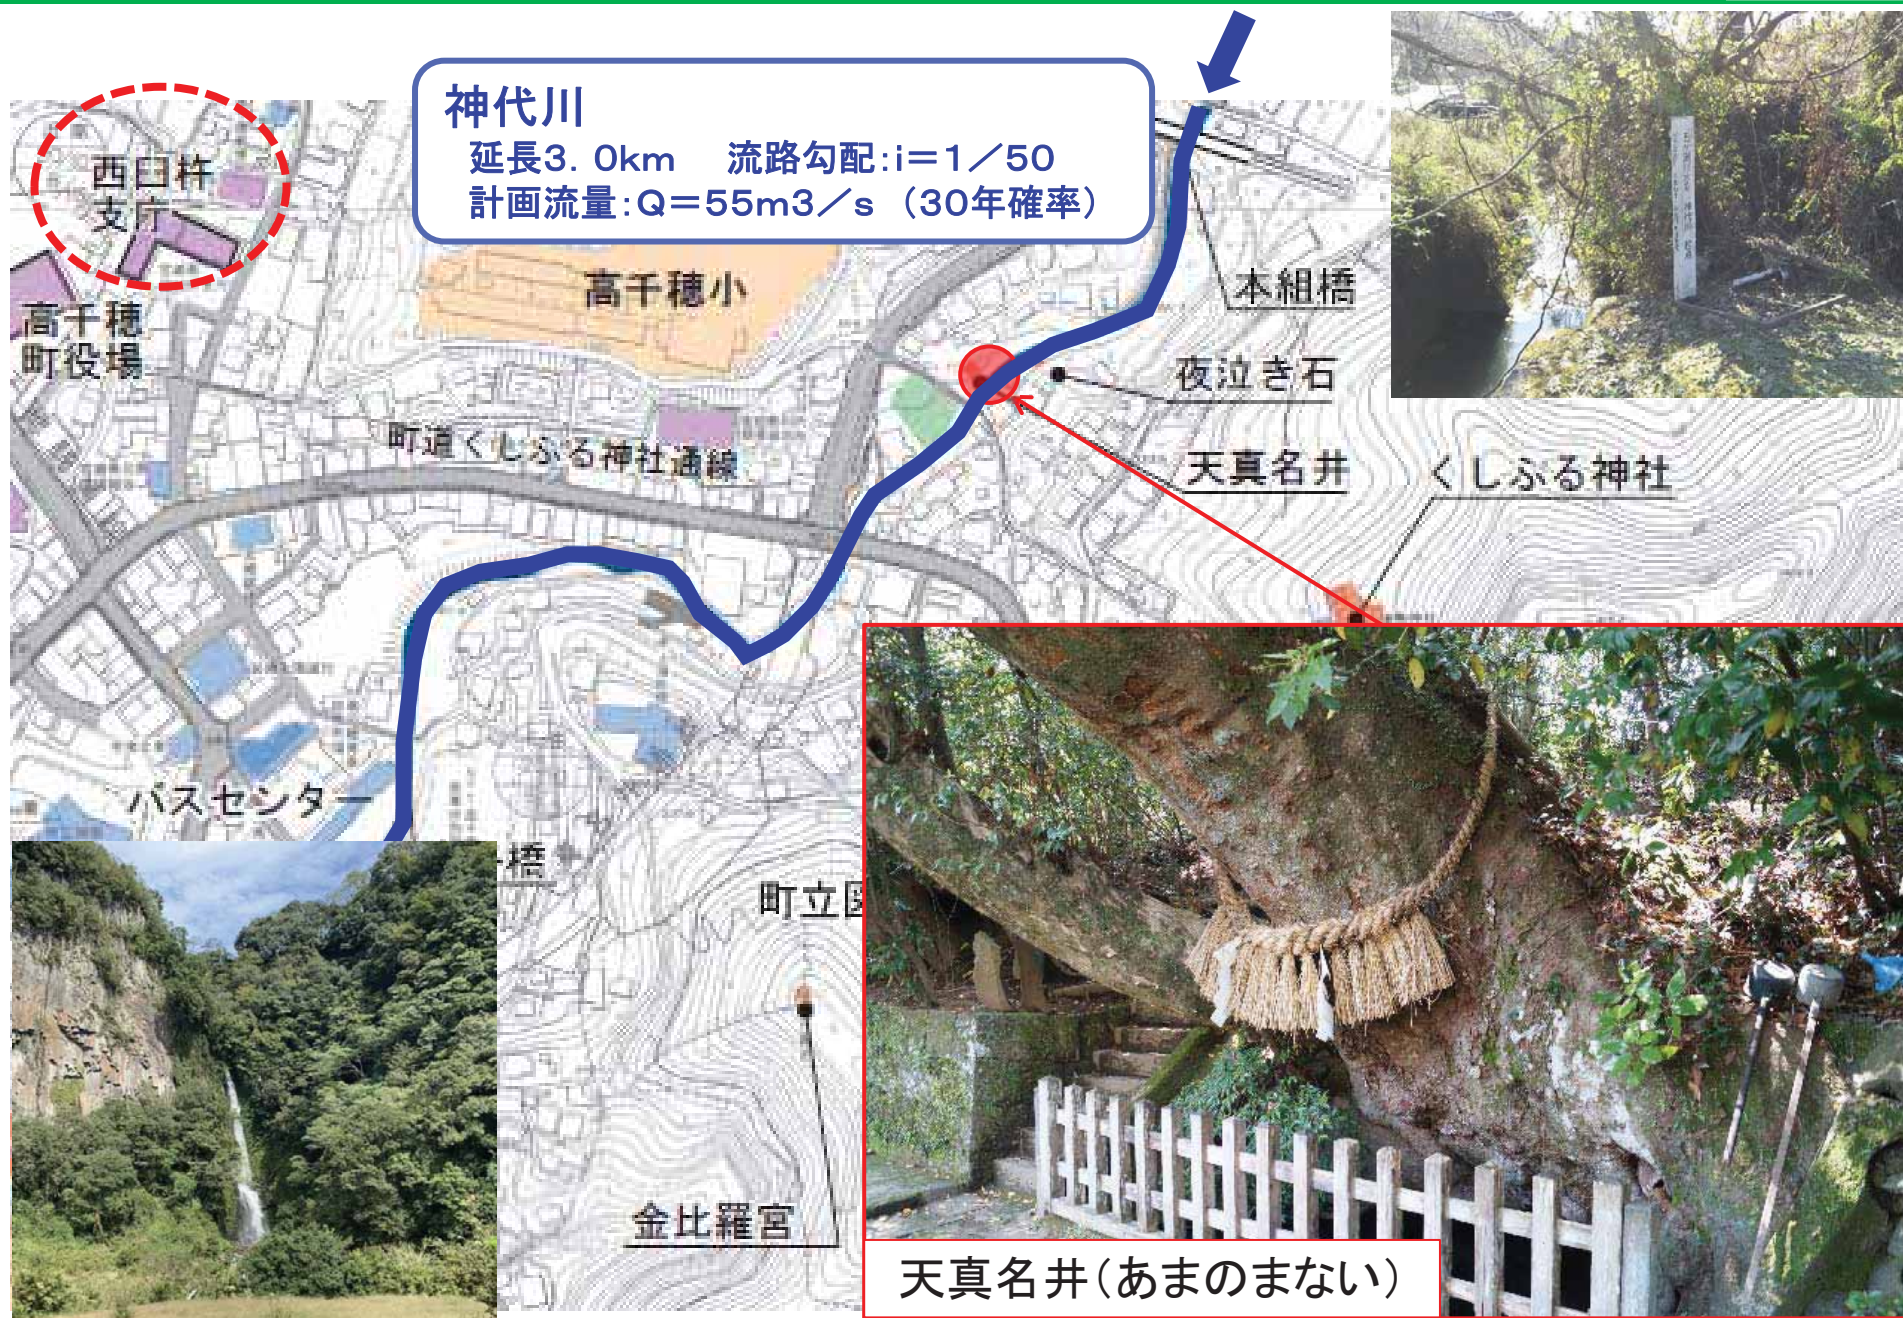 神代川
延長3．0km 流路勾配：i＝1／50
計画流量：Q＝55m3／s （30年確率）
西臼杵
支庁
高千穂
町役場
高千穂小
本組橋
夜泣き石
町道くしふる神社通線
天真名井
くしふる神社
バスセンター
橋
町立図
金比羅宮
天真名井（あまのまない）